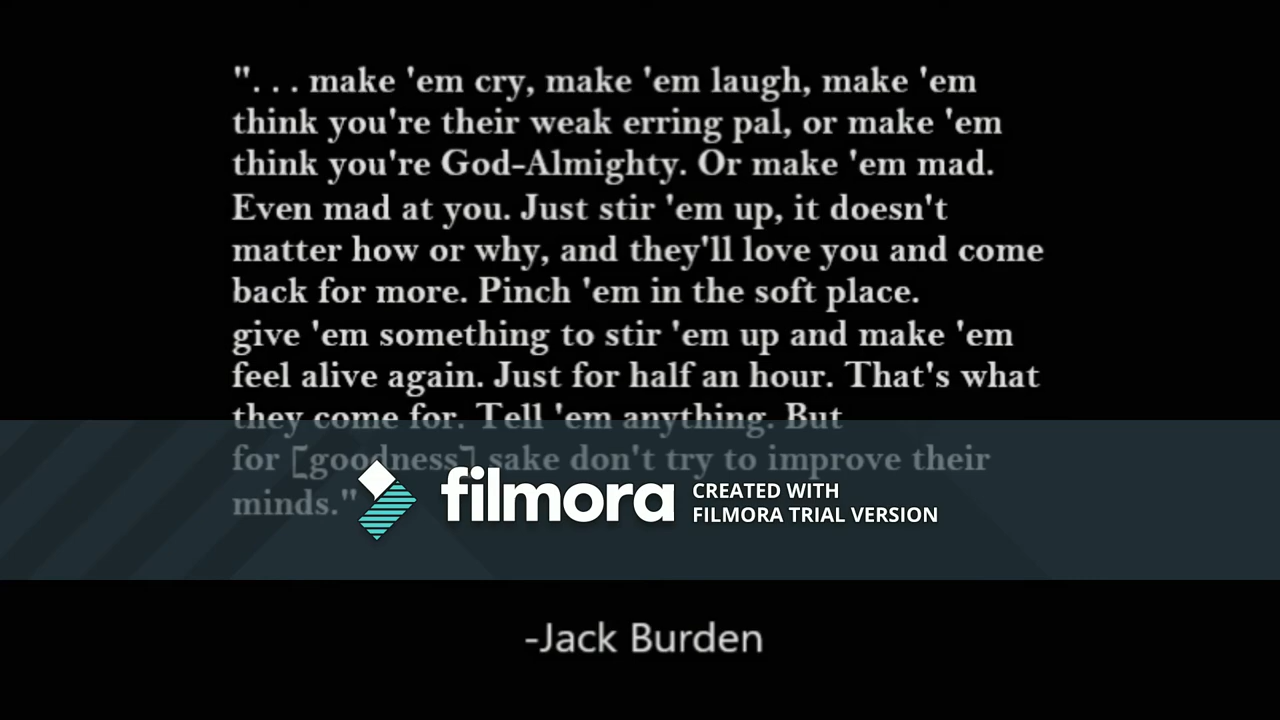 ". . . make 'em cry, make 'em laugh, make 'em
think you're their weak erring pal, or make 'em
think you're God-Almighty. Or make 'em mad.
Even mad at you. Just stir 'em up, it doesn't
matter how or why, and they'll love you and come
back for more. Pinch 'em in the soft place.
give 'em something to stir 'em up and make 'em
feel alive again. Just for half an hour. That's what
they come for. Tell 'em anything. But
for [goodness] sake don't try to improve their
minds."
filmora
CREATED WITH
FILMORA TRIAL VERSION
-Jack Burden